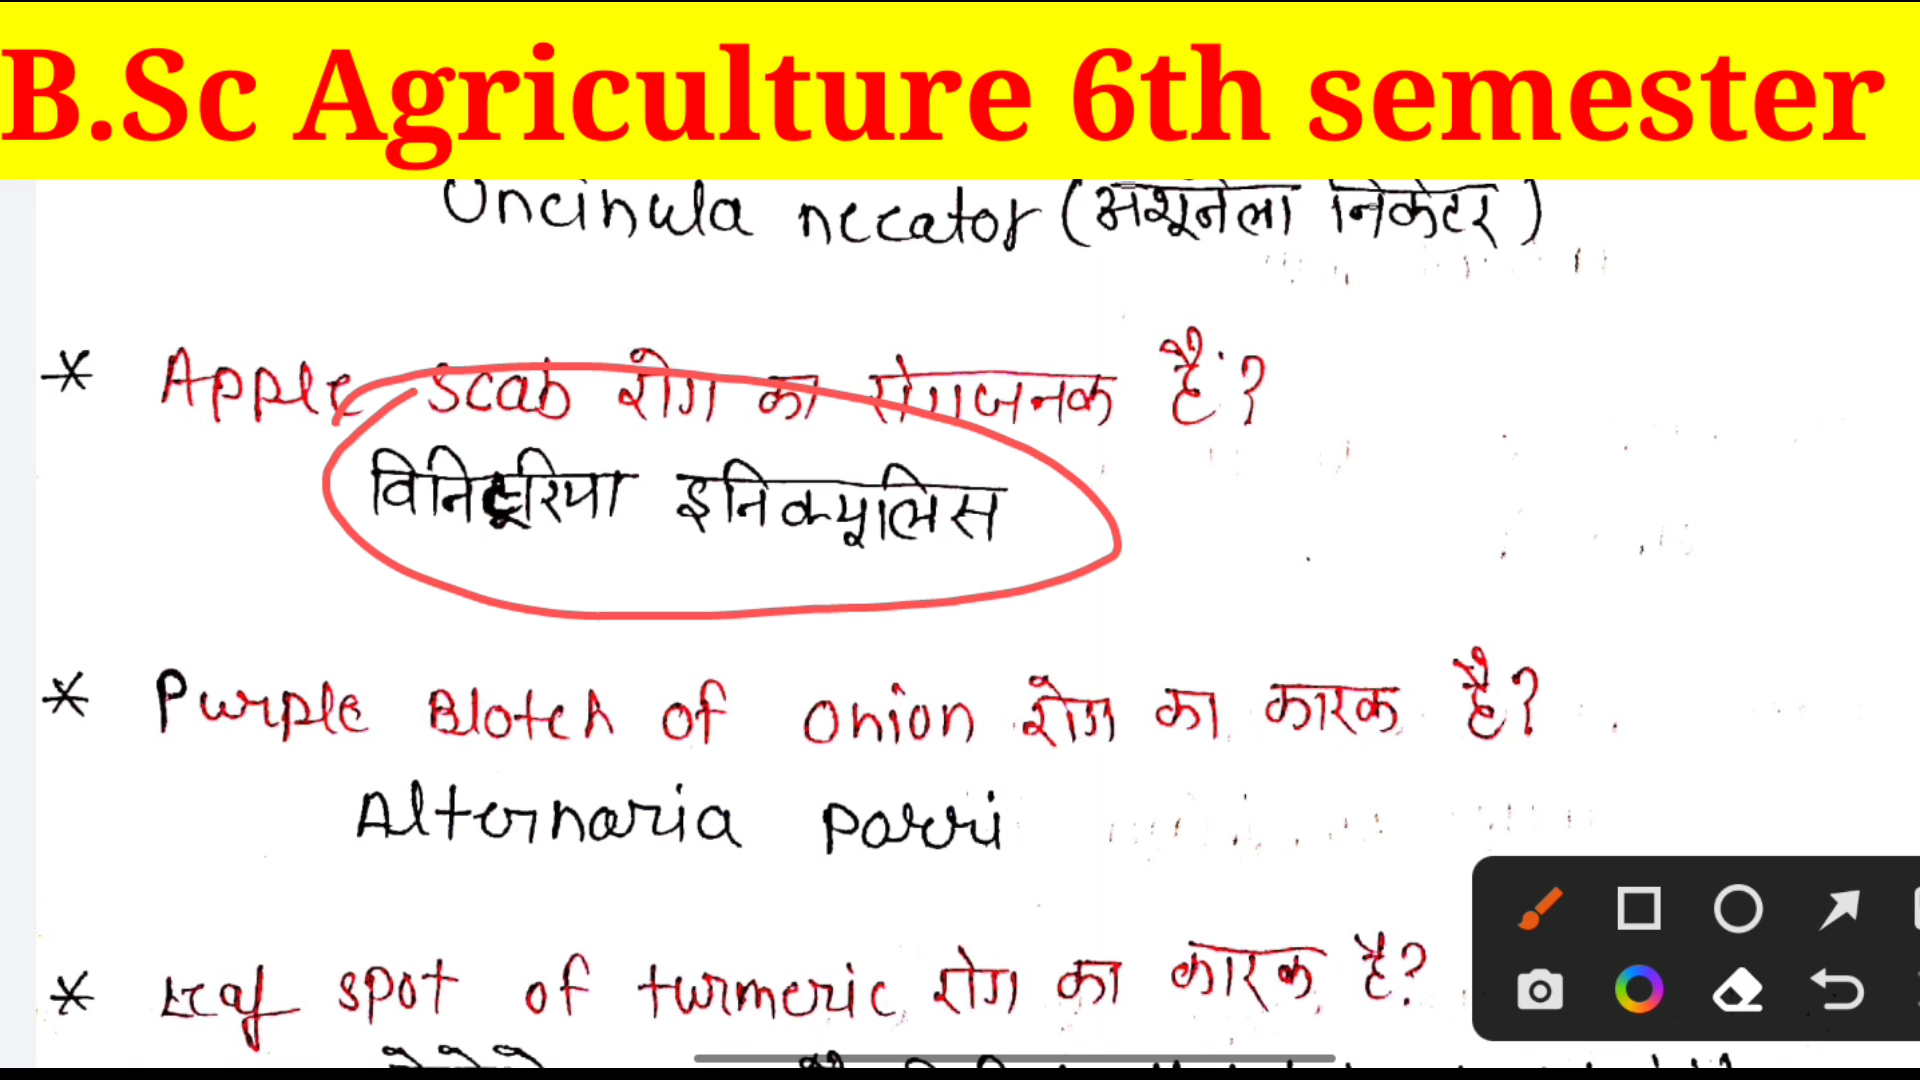 B.Sc Agriculture 6th semester
Uncinula necator (अशूनेला निकेटर)
* Apple scab रोग का रोगजनक है?
विनिटूरिया इनिक्यूलिस
* Purple Blotch of onion रोग का कारक है?
Alternaria porri
* Leaf spot of turmeric रोग का कारक है?